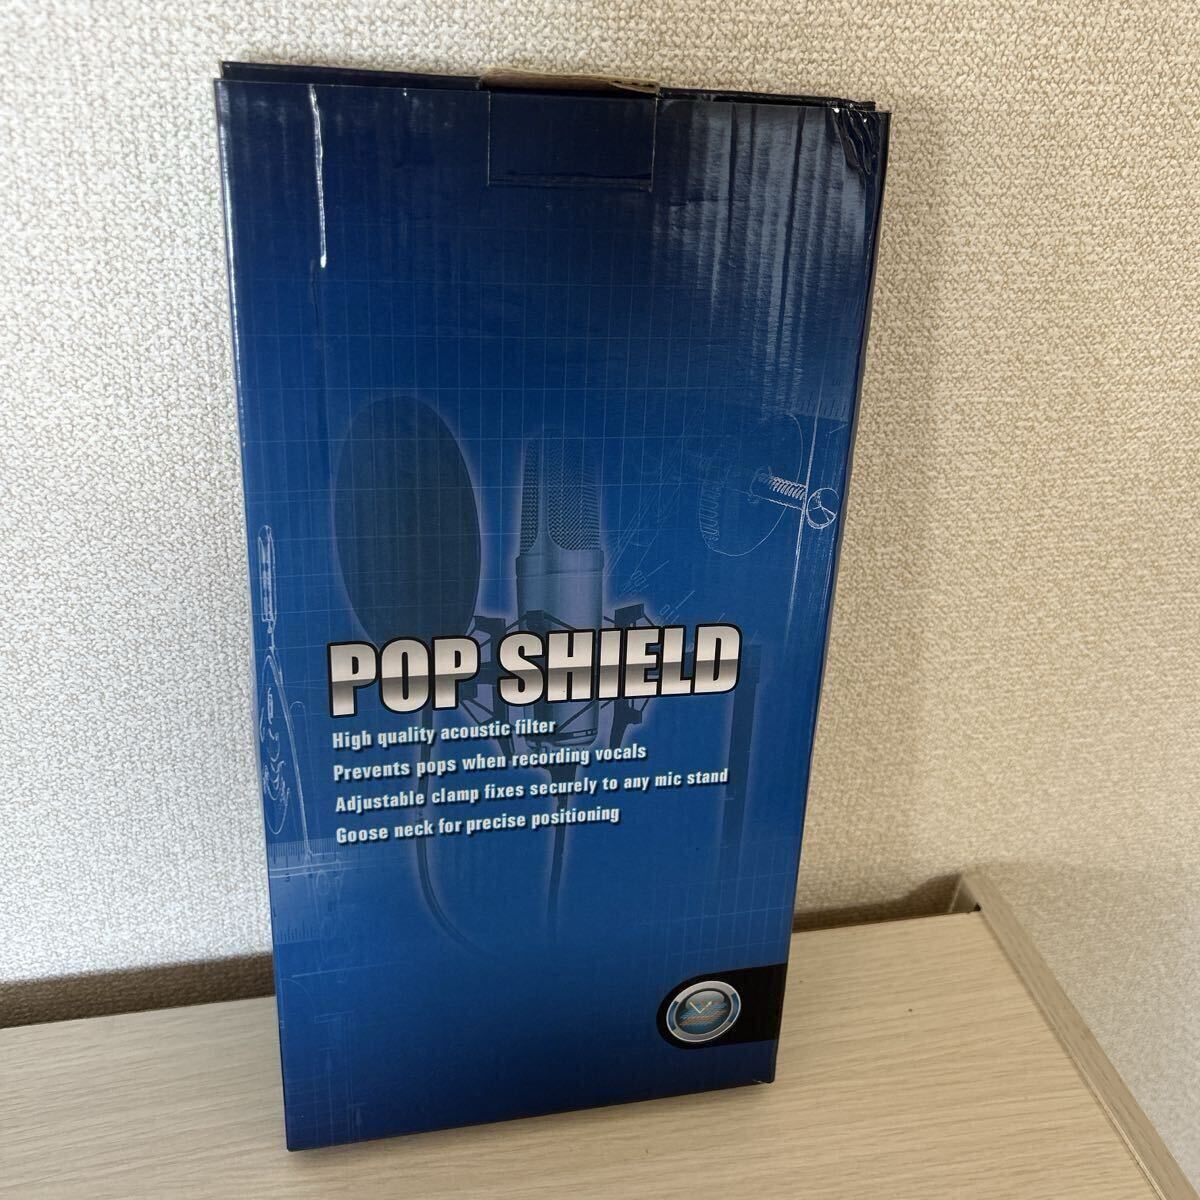 POP SHIELD
High quality acoustic filter
Prevents pops when recording vocals
Adjustable clamp fixes securely to any mic stand
Goose neck for precise positioning